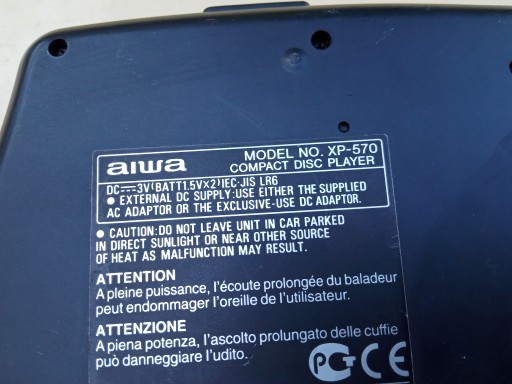 aiwa
MODEL NO. XP-570
COMPACT DISC PLAYER
DC⎓3V(BATT1.5V×2)IEC·JIS LR6
● EXTERNAL DC SUPPLY:USE EITHER THE SUPPLIED
AC ADAPTOR OR THE EXCLUSIVE-USE DC ADAPTOR.
● CAUTION:DO NOT LEAVE UNIT IN CAR PARKED
IN DIRECT SUNLIGHT OR NEAR OTHER SOURCE
OF HEAT AS MALFUNCTION MAY RESULT.
ATTENTION
A pleine puissance, l'écoute prolongée du baladeur
peut endommager l'oreille de l'utilisateur.
ATTENZIONE
A piena potenza, l'ascolto prolungato delle cuffie
può danneggiare l'udito.
CE